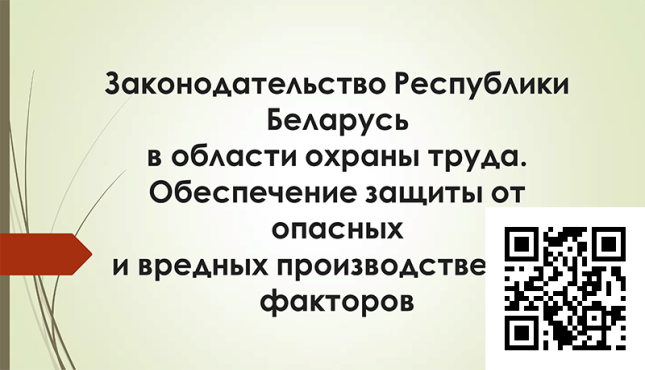 Законодательство Республики
Беларусь
в области охраны труда.
Обеспечение защиты от
опасных
и вредных производстве
факторов